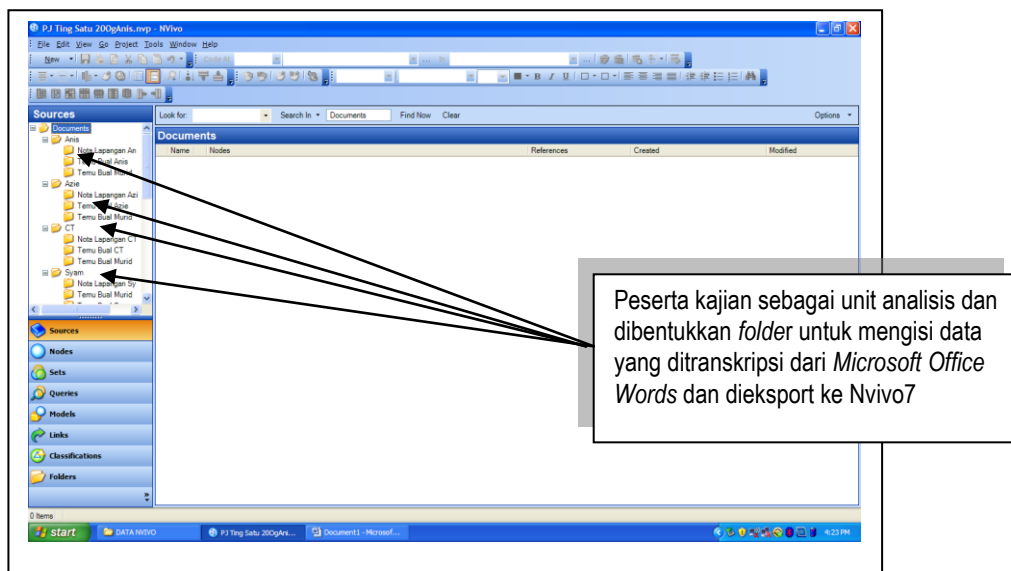 PJ Ting Satu 200gAnis.nvp - NVivo
File Edit View Go Project Tools Window Help
New Code At
Sources
Look for: Search In Documents Find Now Clear Options
Documents
Name Nodes References Created Modified
Documents
Anis
Nota Lapangan An
Temu Bual Anis
Temu Bual Murid
Azie
Nota Lapangan Azi
Temu Bual Azie
Temu Bual Murid
CT
Nota Lapangan CT
Temu Bual CT
Temu Bual Murid
Syam
Nota Lapangan Sy
Temu Bual Murid
Peserta kajian sebagai unit analisis dan
dibentukkan folder untuk mengisi data
yang ditranskripsi dari Microsoft Office
Words dan dieksport ke Nvivo7
Sources
Nodes
Sets
Queries
Models
Links
Classifications
Folders
0 Items
start DATA NVIVO PJ Ting Satu 200gAni... Document1 - Microsof... 4:23 PM